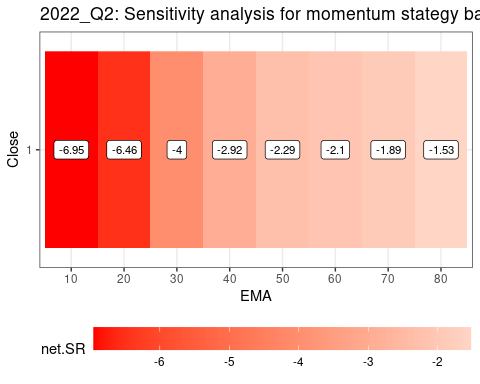 2022_Q2: Sensitivity analysis for momentum stategy ba
Close
1
-6.95 -6.46 -4 -2.92 -2.29 -2.1 -1.89 -1.53
10 20 30 40 50 60 70 80
EMA
net.SR
-6 -5 -4 -3 -2